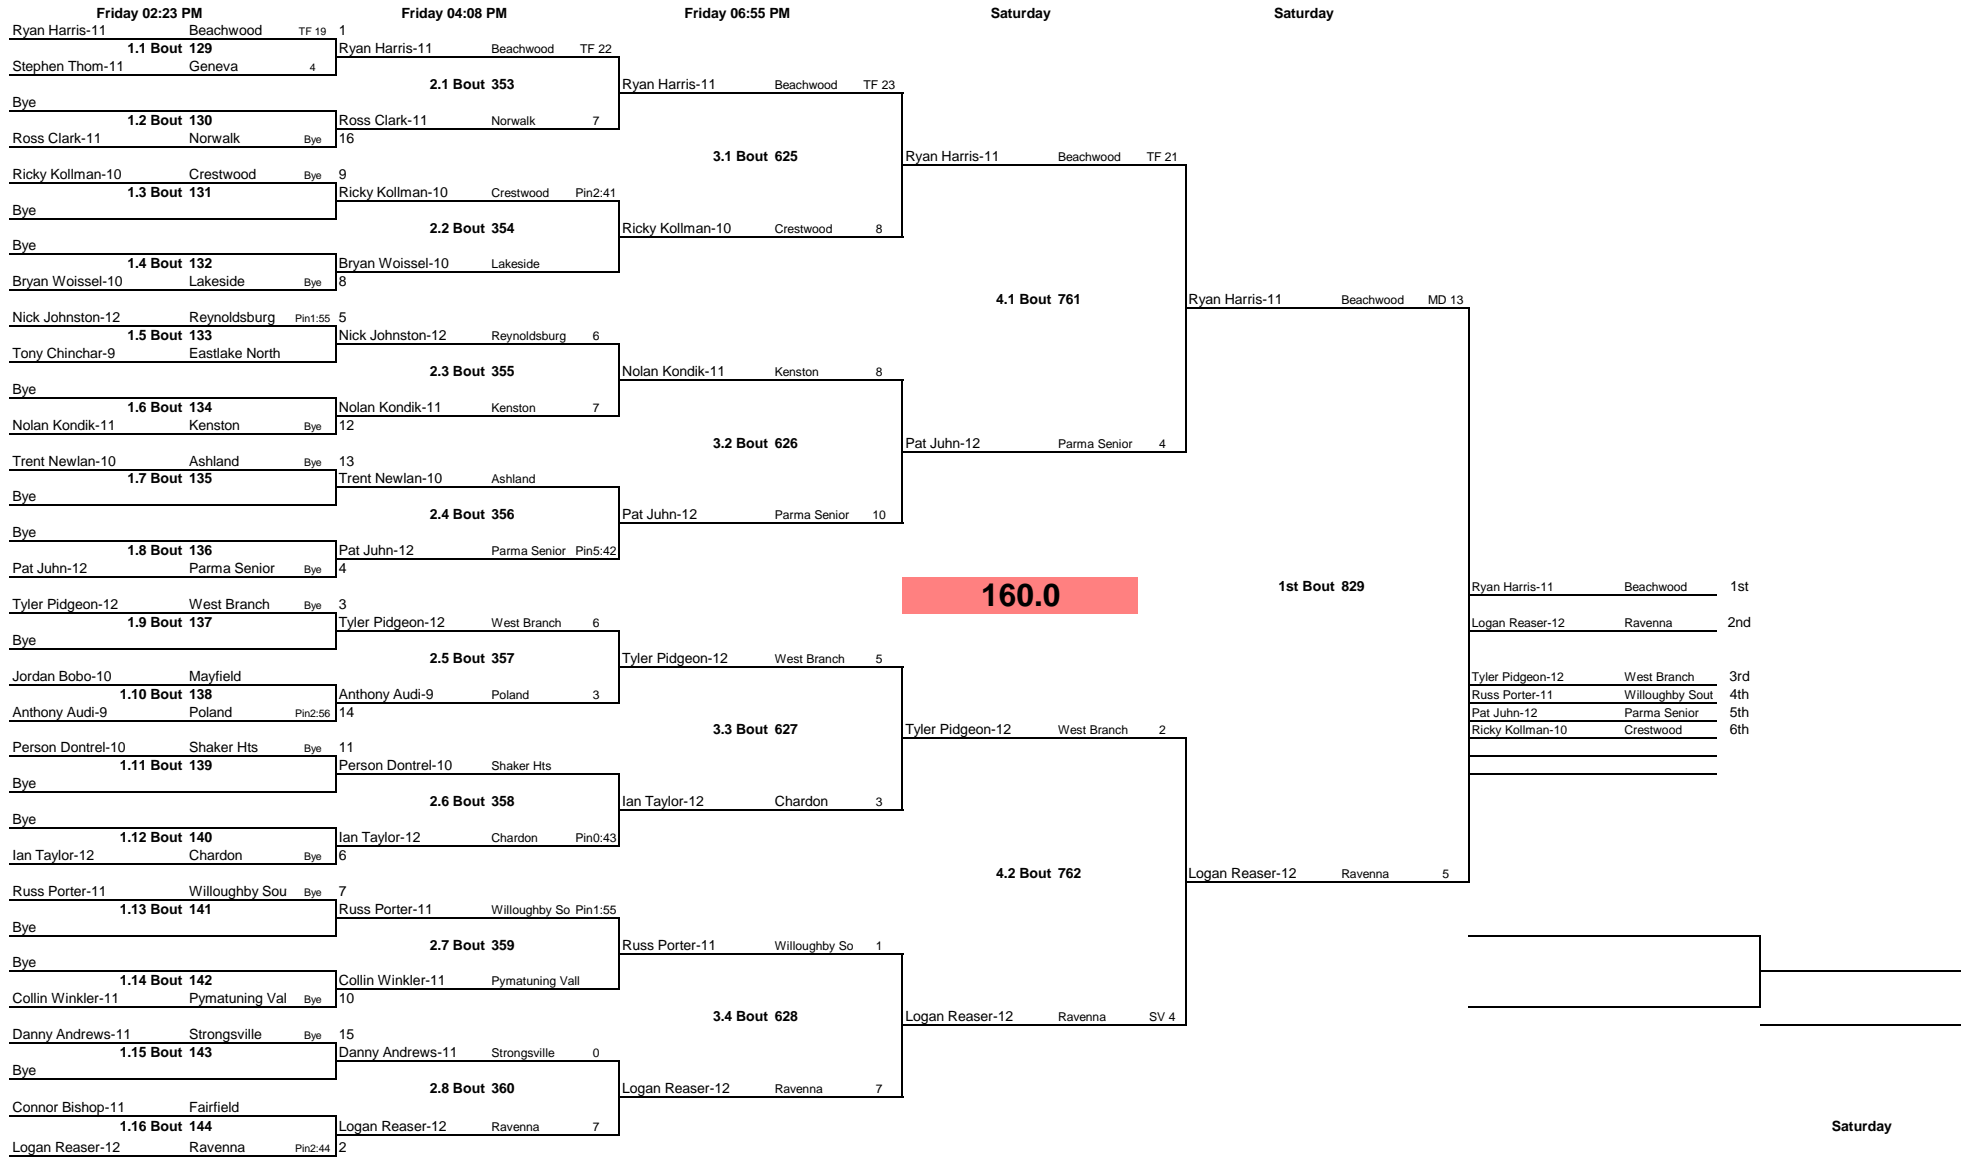 Friday 02:23 PM Friday 04:08 PM Friday 06:55 PM Saturday Saturday
Ryan Harris-11 Beachwood TF 19 1
1.1 Bout 129
Stephen Thom-11 Geneva 4
Bye
1.2 Bout 130
Ross Clark-11 Norwalk Bye 16
Ricky Kollman-10 Crestwood Bye 9
1.3 Bout 131
Bye
Bye
1.4 Bout 132
Bryan Woissel-10 Lakeside Bye 8
Nick Johnston-12 Reynoldsburg Pin1:55 5
1.5 Bout 133
Tony Chinchar-9 Eastlake North
Bye
1.6 Bout 134
Nolan Kondik-11 Kenston Bye 12
Trent Newlan-10 Ashland Bye 13
1.7 Bout 135
Bye
Bye
1.8 Bout 136
Pat Juhn-12 Parma Senior Bye 4
Tyler Pidgeon-12 West Branch Bye 3
1.9 Bout 137
Bye
Jordan Bobo-10 Mayfield
1.10 Bout 138
Anthony Audi-9 Poland Pin2:56 14
Person Dontrel-10 Shaker Hts Bye 11
1.11 Bout 139
Bye
Bye
1.12 Bout 140
Ian Taylor-12 Chardon Bye 6
Russ Porter-11 Willoughby Sou Bye 7
1.13 Bout 141
Bye
Bye
1.14 Bout 142
Collin Winkler-11 Pymatuning Val Bye 10
Danny Andrews-11 Strongsville Bye 15
1.15 Bout 143
Bye
Connor Bishop-11 Fairfield
1.16 Bout 144
Logan Reaser-12 Ravenna Pin2:44 2
Ryan Harris-11 Beachwood TF 22
2.1 Bout 353
Ross Clark-11 Norwalk 7
Ricky Kollman-10 Crestwood Pin2:41
2.2 Bout 354
Bryan Woissel-10 Lakeside
Nick Johnston-12 Reynoldsburg 6
2.3 Bout 355
Nolan Kondik-11 Kenston 7
Trent Newlan-10 Ashland
2.4 Bout 356
Pat Juhn-12 Parma Senior Pin5:42
Tyler Pidgeon-12 West Branch 6
2.5 Bout 357
Anthony Audi-9 Poland 3
Person Dontrel-10 Shaker Hts
2.6 Bout 358
Ian Taylor-12 Chardon Pin0:43
Russ Porter-11 Willoughby So Pin1:55
2.7 Bout 359
Collin Winkler-11 Pymatuning Vall
Danny Andrews-11 Strongsville 0
2.8 Bout 360
Logan Reaser-12 Ravenna 7
Ryan Harris-11 Beachwood TF 23
3.1 Bout 625
Ricky Kollman-10 Crestwood 8
Nolan Kondik-11 Kenston 8
3.2 Bout 626
Pat Juhn-12 Parma Senior 10
Tyler Pidgeon-12 West Branch 5
3.3 Bout 627
Ian Taylor-12 Chardon 3
Russ Porter-11 Willoughby So 1
3.4 Bout 628
Logan Reaser-12 Ravenna 7
Ryan Harris-11 Beachwood TF 21
4.1 Bout 761
Pat Juhn-12 Parma Senior 4
160.0
Tyler Pidgeon-12 West Branch 2
4.2 Bout 762
Logan Reaser-12 Ravenna SV 4
Ryan Harris-11 Beachwood MD 13
1st Bout 829
Logan Reaser-12 Ravenna 5
Ryan Harris-11 Beachwood 1st
Logan Reaser-12 Ravenna 2nd
Tyler Pidgeon-12 West Branch 3rd
Russ Porter-11 Willoughby Sout 4th
Pat Juhn-12 Parma Senior 5th
Ricky Kollman-10 Crestwood 6th
Saturday